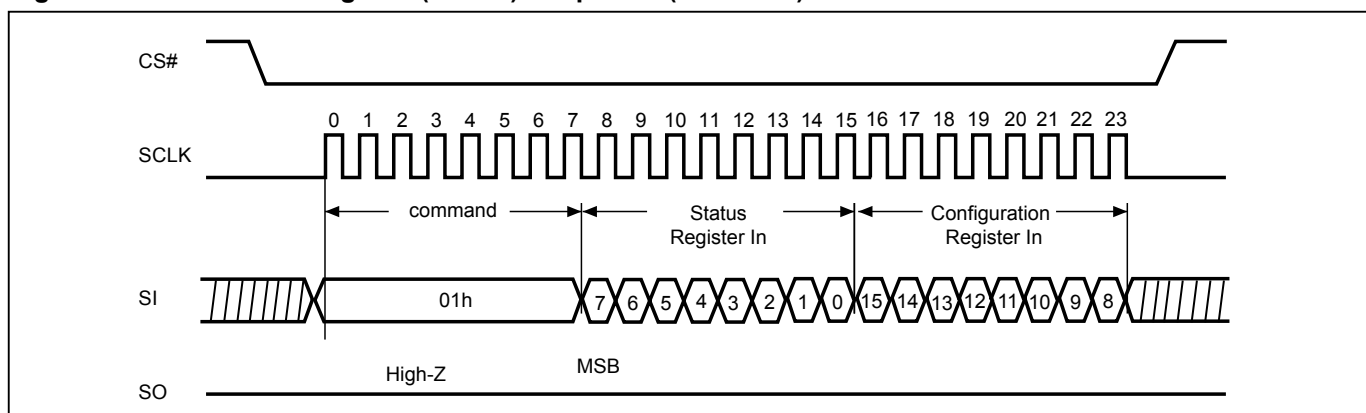 CS#
0 1 2 3 4 5 6 7 8 9 10 11 12 13 14 15 16 17 18 19 20 21 22 23
SCLK
command Status Register In Configuration Register In
SI 01h 7 6 5 4 3 2 1 0 15 14 13 12 11 10 9 8
High-Z MSB
SO